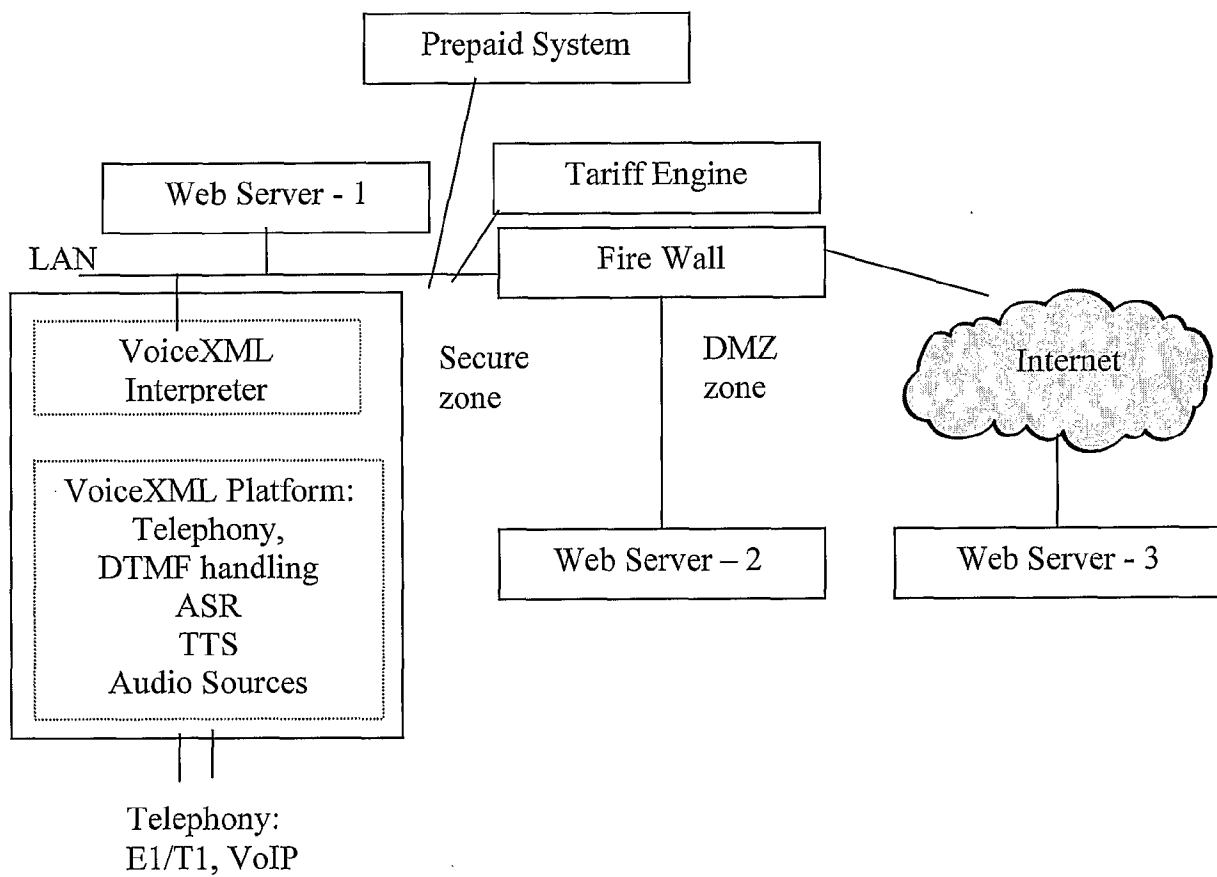 Prepaid System
Tariff Engine
Web Server - 1
LAN
Fire Wall
VoiceXML
Interpreter
Secure
zone
DMZ
zone
Internet
VoiceXML Platform:
Telephony,
DTMF handling
ASR
TTS
Audio Sources
Web Server – 2
Web Server - 3
Telephony:
E1/T1, VoIP